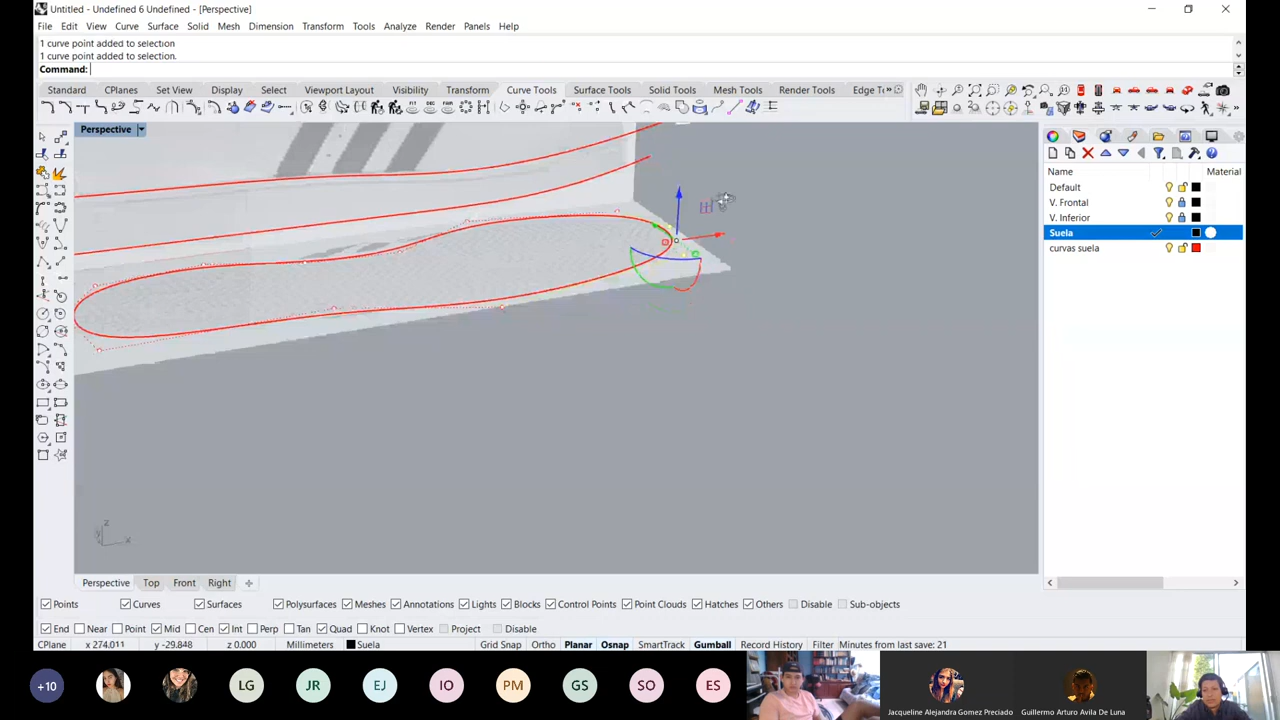 Untitled - Undefined 6 Undefined - [Perspective]
File Edit View Curve Surface Solid Mesh Dimension Transform Tools Analyze Render Panels Help
1 curve point added to selection
1 curve point added to selection.
Command:
Standard CPlanes Set View Display Select Viewport Layout Visibility Transform Curve Tools Surface Tools Solid Tools Mesh Tools Render Tools Edge T
Perspective
Name Material
Default
V. Frontal
V. Inferior
Suela
curvas suela
z
y x
Perspective Top Front Right
Points Curves Surfaces Polysurfaces Meshes Annotations Lights Blocks Control Points Point Clouds Hatches Others Disable Sub-objects
End Near Point Mid Cen Int Perp Tan Quad Knot Vertex Project Disable
CPlane x 274.011 y -29.848 z 0.000 Millimeters Suela Grid Snap Ortho Planar Osnap SmartTrack Gumball Record History Filter Minutes from last save: 21
+10 LG JR EJ IO PM GS SO ES
Jacqueline Alejandra Gomez Preciado Guillermo Arturo Avila De Luna